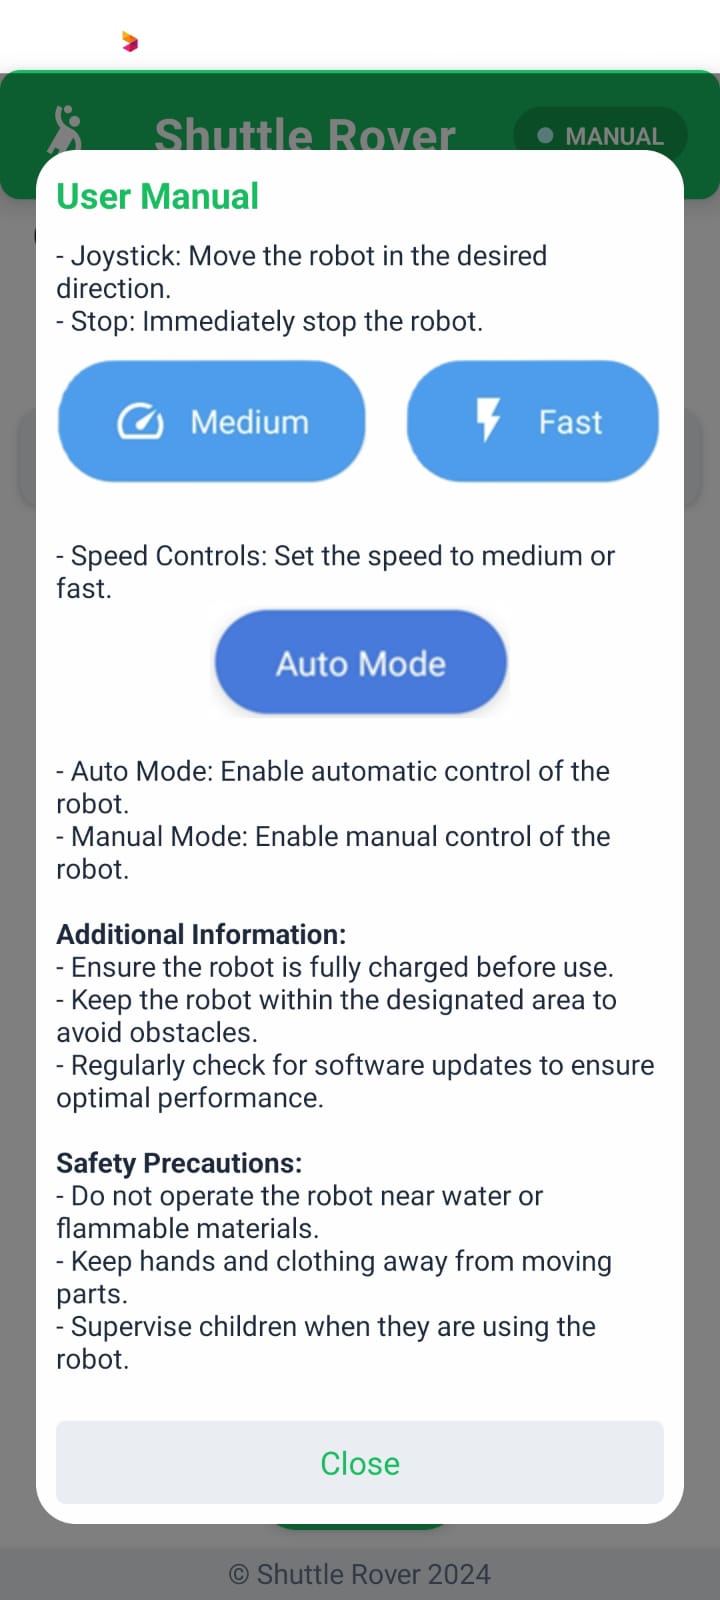 Shuttle Rover
MANUAL
User Manual
- Joystick: Move the robot in the desired
direction.
- Stop: Immediately stop the robot.
Medium
Fast
- Speed Controls: Set the speed to medium or
fast.
Auto Mode
- Auto Mode: Enable automatic control of the
robot.
- Manual Mode: Enable manual control of the
robot.
Additional Information:
- Ensure the robot is fully charged before use.
- Keep the robot within the designated area to
avoid obstacles.
- Regularly check for software updates to ensure
optimal performance.
Safety Precautions:
- Do not operate the robot near water or
flammable materials.
- Keep hands and clothing away from moving
parts.
- Supervise children when they are using the
robot.
Close
© Shuttle Rover 2024